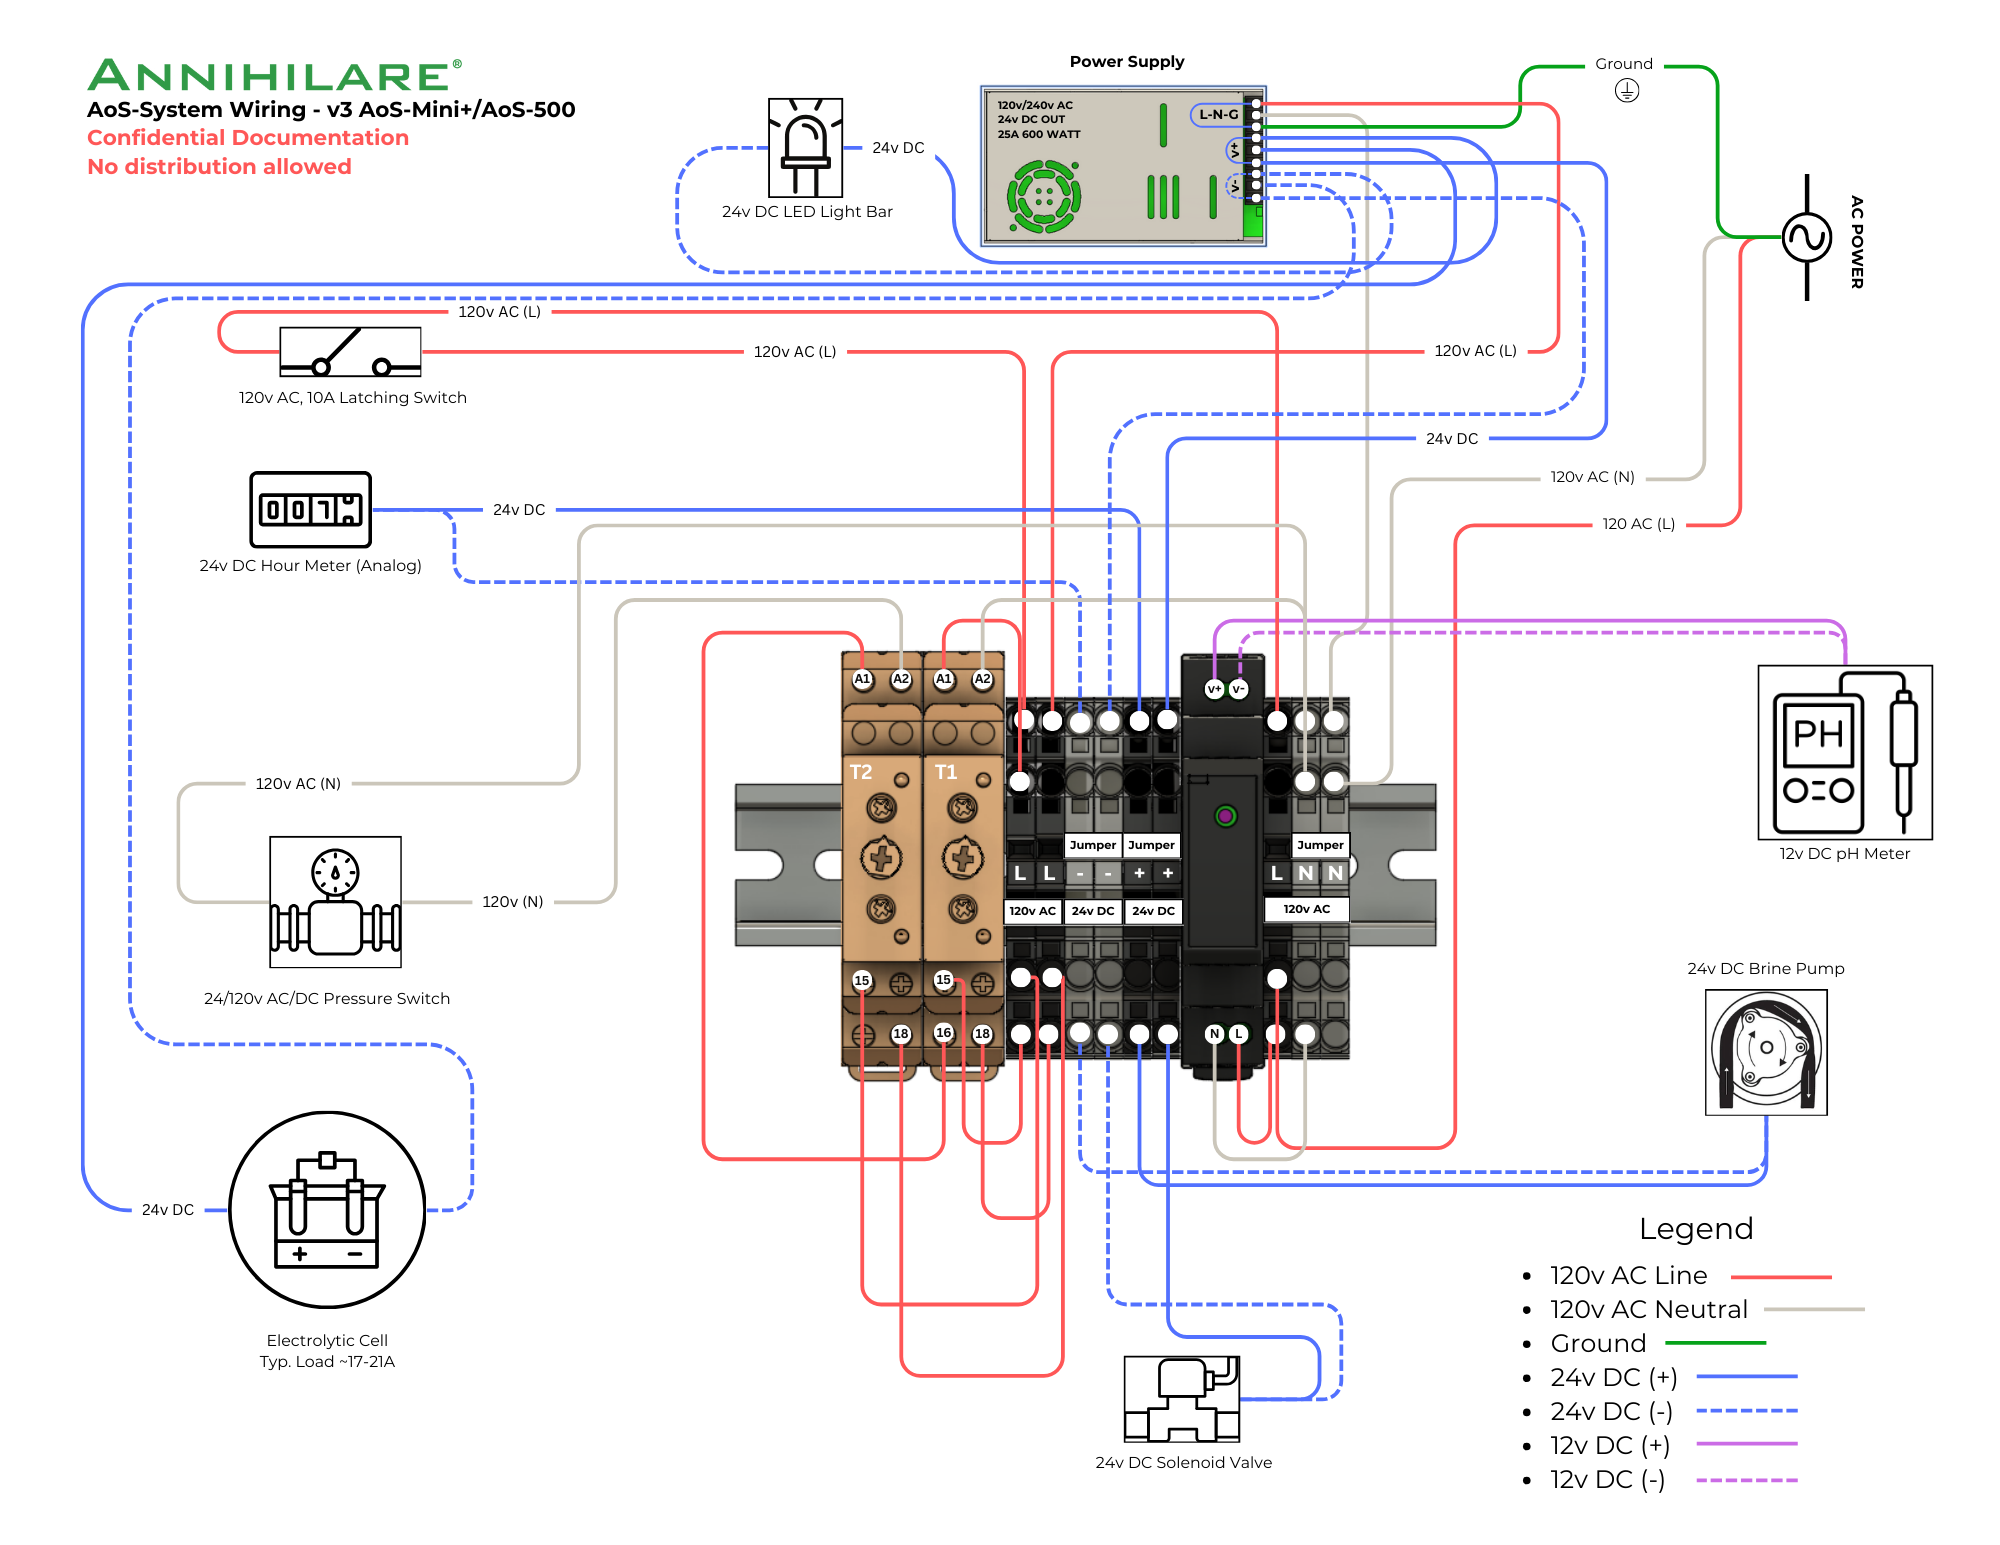 ANNIHILARE®
AoS-System Wiring - v3 AoS-Mini+/AoS-500
Confidential Documentation
No distribution allowed
Power Supply
120v/240v AC
24v DC OUT
25A 600 WATT
L-N-G
V+
V-
Ground
AC POWER
24v DC
24v DC LED Light Bar
120v AC (L)
120v AC (L)
120v AC (L)
120v AC, 10A Latching Switch
24v DC
120v AC (N)
120 AC (L)
007
24v DC
24v DC Hour Meter (Analog)
A1
A2
A1
A2
V+
V-
T2
T1
PH
12v DC pH Meter
120v AC (N)
120v (N)
24/120v AC/DC Pressure Switch
Jumper
Jumper
Jumper
L
L
-
-
+
+
L
N
N
120v AC
24v DC
24v DC
120v AC
15
15
18
16
18
N
L
24v DC Brine Pump
24v DC
+
-
Electrolytic Cell
Typ. Load ~17-21A
24v DC Solenoid Valve
Legend
• 120v AC Line
• 120v AC Neutral
• Ground
• 24v DC (+)
• 24v DC (-)
• 12v DC (+)
• 12v DC (-)